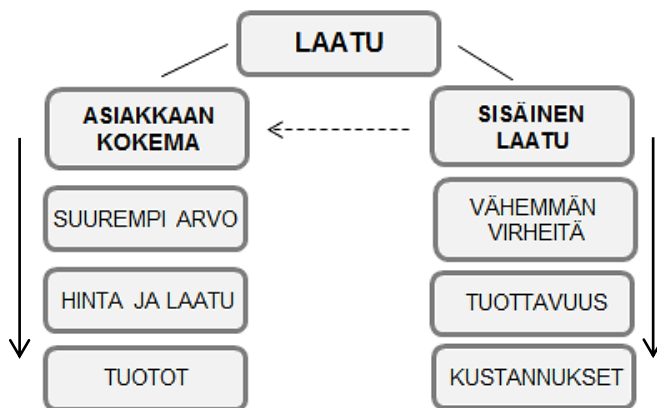 LAATU
ASIAKKAAN
KOKEMA
SUUREMPI ARVO
HINTA JA LAATU
TUOTOT
SISÄINEN
LAATU
VÄHEMMÄN
VIRHEITÄ
TUOTTAVUUS
KUSTANNUKSET